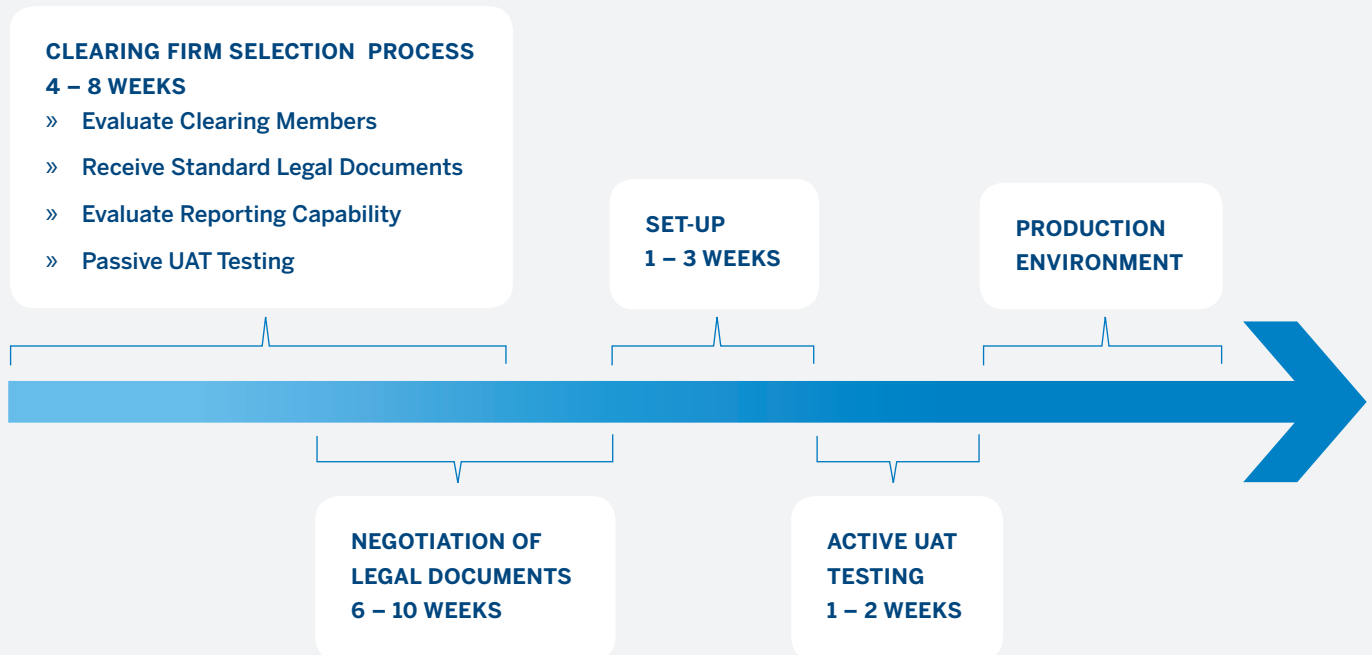 CLEARING FIRM SELECTION PROCESS
4 – 8 WEEKS
» Evaluate Clearing Members
» Receive Standard Legal Documents
» Evaluate Reporting Capability
» Passive UAT Testing
SET-UP
1 – 3 WEEKS
PRODUCTION
ENVIRONMENT
NEGOTIATION OF
LEGAL DOCUMENTS
6 – 10 WEEKS
ACTIVE UAT
TESTING
1 – 2 WEEKS